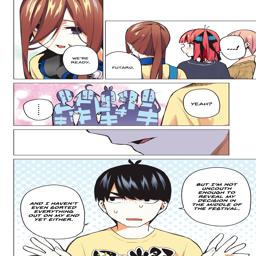 WE'RE
READY.
FUTARO.
...
YEAH?
BUT I'M NOT
UNCOUTH
ENOUGH TO
REVEAL MY
DECISION IN
THE MIDDLE OF
THE FESTIVAL.
AND I HAVEN'T
EVEN SORTED
EVERYTHING
OUT ON MY END
YET EITHER.